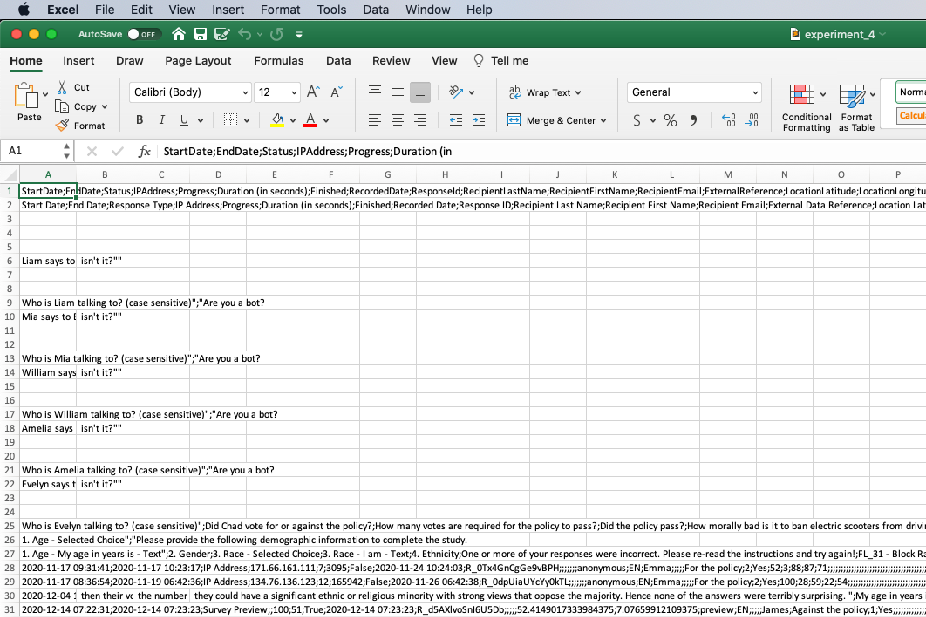 Excel File Edit View Insert Format Tools Data Window Help
AutoSave OFF experiment_4
Home Insert Draw Page Layout Formulas Data Review View Tell me
Paste Cut Copy Format
Calibri (Body) 12 A A
B I U A
Wrap Text
Merge & Center
General
$ % 9
Conditional Formatting
Format as Table
Norma
Calcula
A1 fx StartDate;EndDate;Status;IPAddress;Progress;Duration (in
A B C D E F G H I J K L M N O P
1 StartDate;EndDate;Status;IPAddress;Progress;Duration (in seconds);Finished;RecordedDate;ResponseId;RecipientLastName;RecipientFirstName;RecipientEmail;ExternalReference;LocationLatitude;LocationLongitu
2 Start Date;End Date;Response Type;IP Address;Progress;Duration (in seconds);Finished;Recorded Date;Response ID;Recipient Last Name;Recipient First Name;Recipient Email;External Data Reference;Location Lat
3
4
5
6 Liam says to isn't it?""
7
8
9 Who is Liam talking to? (case sensitive)";"Are you a bot?
10 Mia says to E isn't it?""
11
12
13 Who is Mia talking to? (case sensitive)";"Are you a bot?
14 William says isn't it?""
15
16
17 Who is William talking to? (case sensitive)";"Are you a bot?
18 Amelia says isn't it?""
19
20
21 Who is Amelia talking to? (case sensitive)";"Are you a bot?
22 Evelyn says t isn't it?""
23
24
25 Who is Evelyn talking to? (case sensitive)";Did Chad vote for or against the policy?;How many votes are required for the policy to pass?;Did the policy pass?;How morally bad is it to ban electric scooters from drivi
26 1. Age - Selected Choice";"Please provide the following demographic information to complete the study.
27 1. Age - My age in years is - Text";2. Gender;3. Race - Selected Choice;3. Race - I am - Text;4. Ethnicity;One or more of your responses were incorrect. Please re-read the instructions and try again!;FL_31 - Block Ra
28 2020-11-17 09:31:41;2020-11-17 10:23:17;IP Address;171.66.161.111;7;3095;False;2020-11-24 10:24:03;R_0Tx4GnCgGe9vBPH;;;;;;anonymous;EN;Emma;;;;For the policy;2;Yes;52;3;88;87;71;;;;;;;;;;;;;;;;;;;;;;;;;;;;;;
29 2020-11-17 08:36:54;2020-11-19 06:42:36;IP Address;134.76.136.123;12;165942;False;2020-11-26 06:42:38;R_0dpUiaUYcYy0kTL;;;;;;anonymous;EN;Emma;;;;For the policy;2;Yes;100;28;59;22;54;;;;;;;;;;;;;;;;;;;;
30 2020-12-04 1 then their vc the number they could have a significant ethnic or religious minority with strong views that oppose the majority. Hence none of the answers were terribly surprising. ";My age in years i
31 2020-12-14 07:22:31;2020-12-14 07:23:23;Survey Preview;;100;51;True;2020-12-14 07:23:23;R_d5AXlvoSnI6U5Db;;;;;52.4149017333984375;7.07659912109375;preview;EN;;;;James;Against the policy;1;Yes;;;;;;;;;;